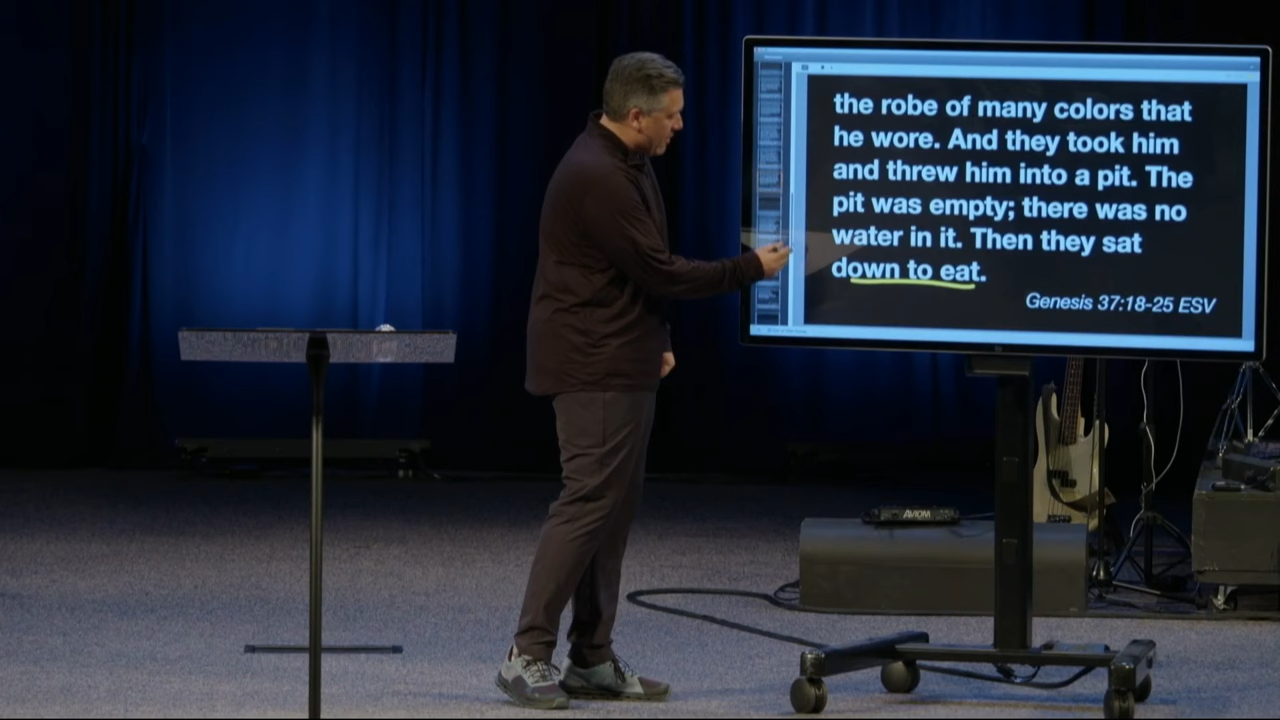 the robe of many colors that
he wore. And they took him
and threw him into a pit. The
pit was empty; there was no
water in it. Then they sat
down to eat.
Genesis 37:18-25 ESV
AVIOM